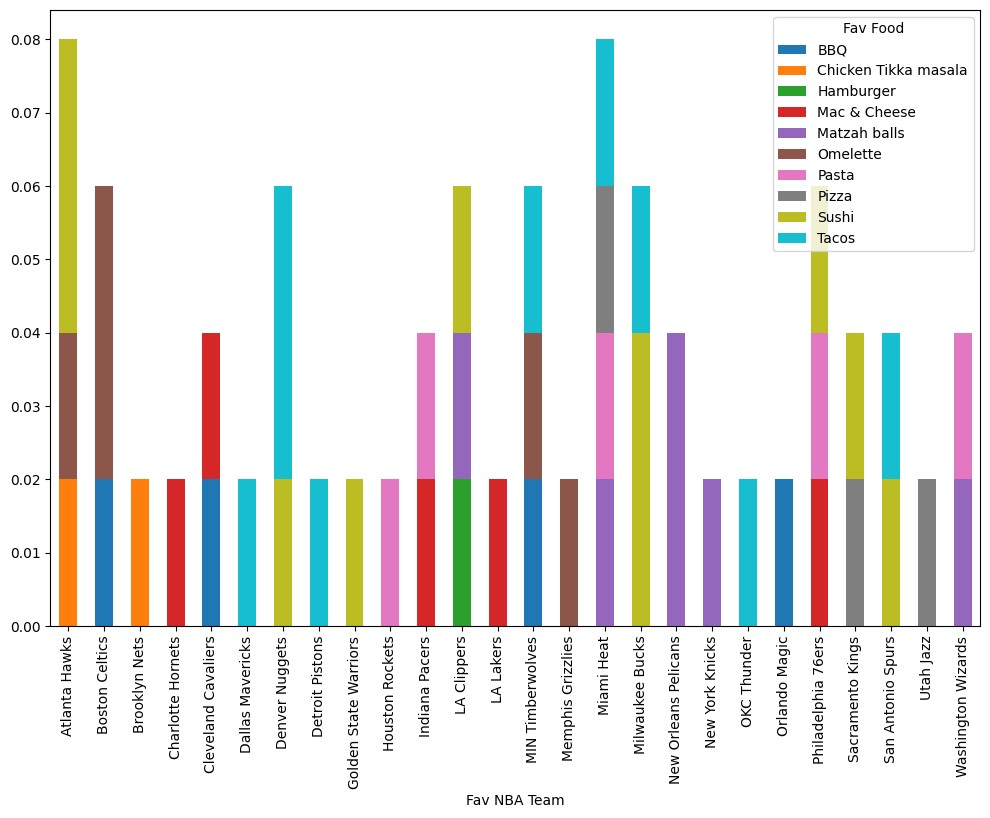 Fav Food
BBQ
Chicken Tikka masala
Hamburger
Mac & Cheese
Matzah balls
Omelette
Pasta
Pizza
Sushi
Tacos
0.08
0.07
0.06
0.05
0.04
0.03
0.02
0.01
0.00
Atlanta Hawks
Boston Celtics
Brooklyn Nets
Charlotte Hornets
Cleveland Cavaliers
Dallas Mavericks
Denver Nuggets
Detroit Pistons
Golden State Warriors
Houston Rockets
Indiana Pacers
LA Clippers
LA Lakers
MIN Timberwolves
Memphis Grizzlies
Miami Heat
Milwaukee Bucks
New Orleans Pelicans
New York Knicks
OKC Thunder
Orlando Magic
Philadelphia 76ers
Sacramento Kings
San Antonio Spurs
Utah Jazz
Washington Wizards
Fav NBA Team